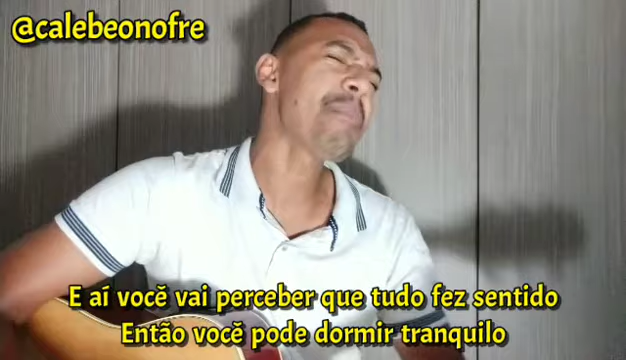 @calebeonofre
E aí você vai perceber que tudo fez sentido
Então você pode dormir tranquilo